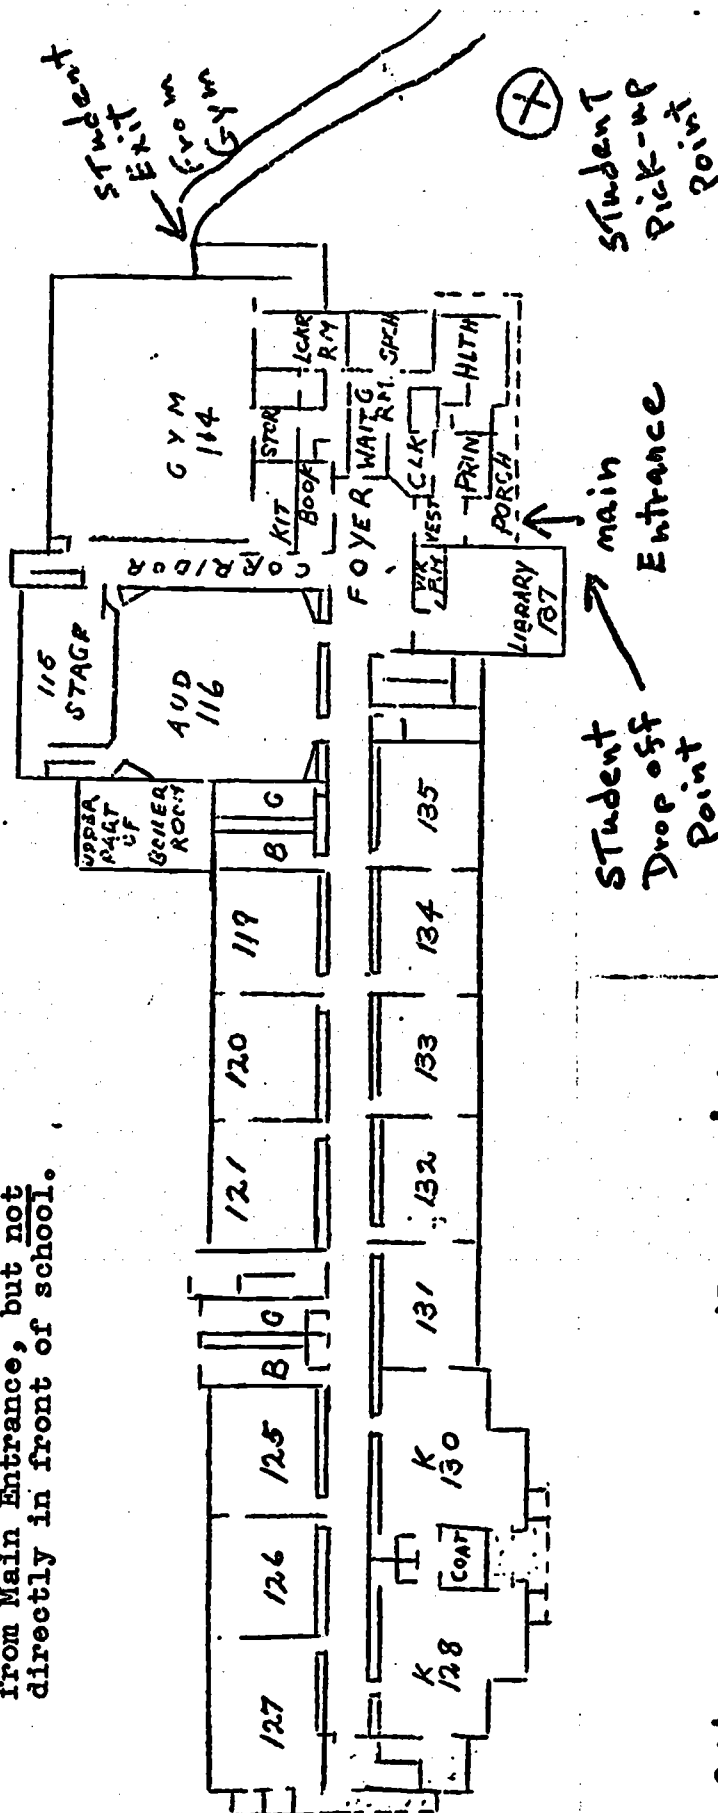 from Main Entrance, but not
directly in front of school.
STudent
Exit
From
Gym
STudenT
Pick-up
Point
X
GYM
114
LCKR
RM
SPCH
HLTH
STOR
WAIT'G
RM.
CLK
PRIN
KIT
BOOK
FOYER
VEST
PORCH
CORRIDOR
LIBRARY
137
main
Entrance
115
STAGE
AUD
116
STudent
Drop off
Point
UPPER
PART
OF
BOILER
ROOM
B
G
119
120
121
B
G
125
126
127
135
134
133
132
131
K
130
COAT
K
128